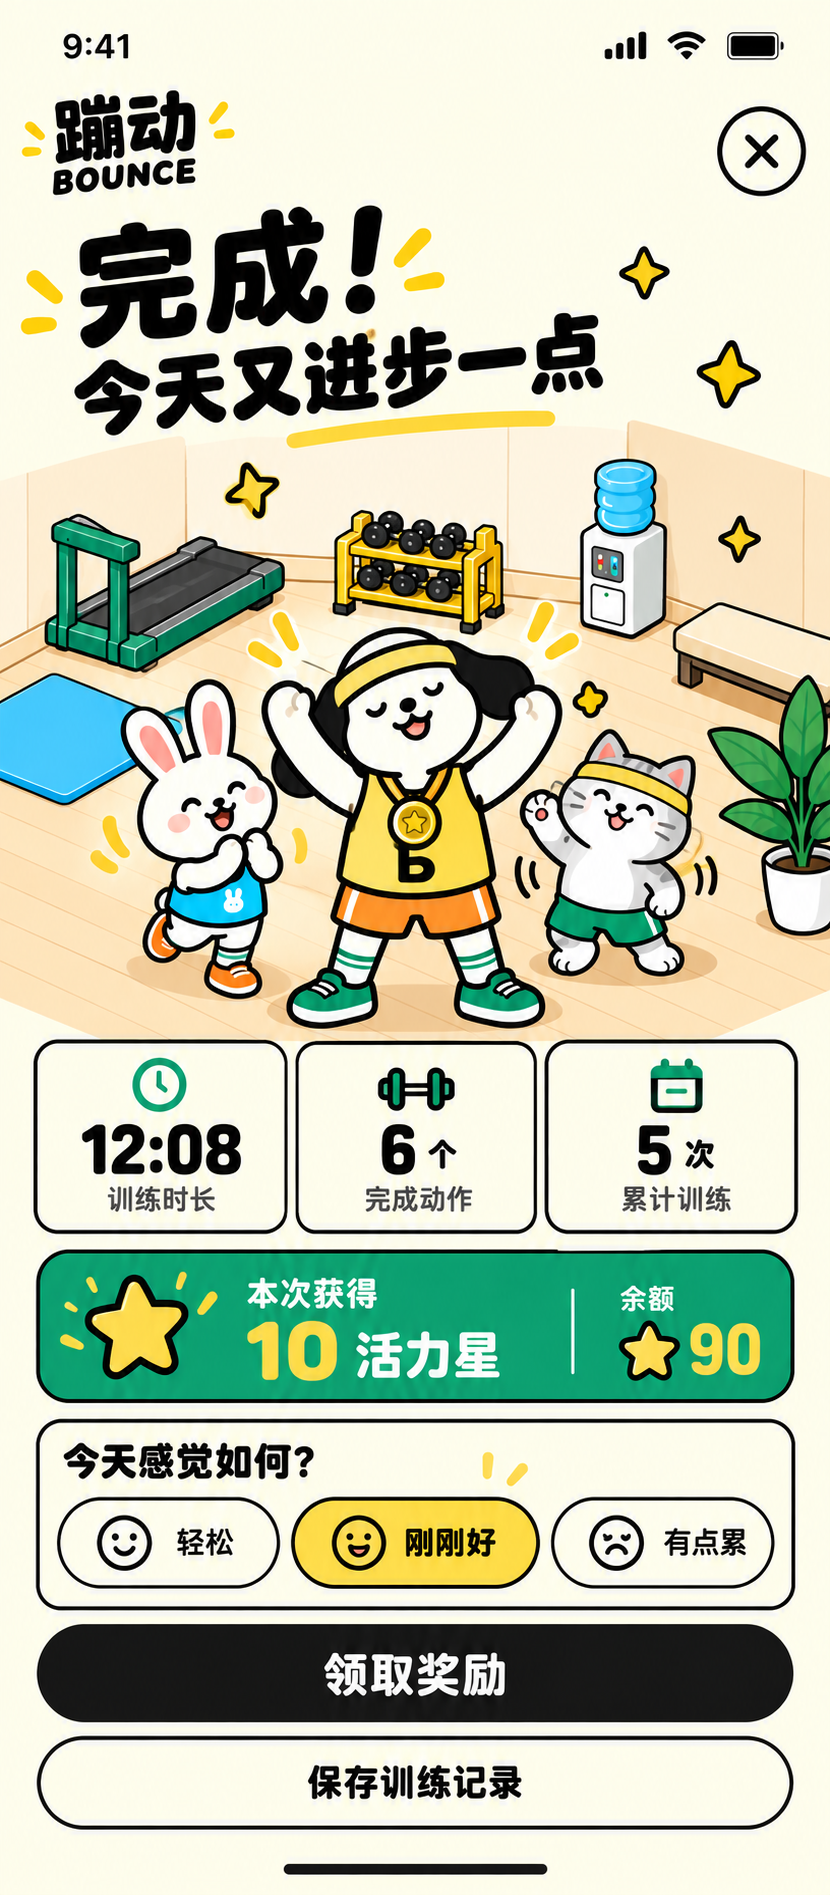 9:41
蹦动
BOUNCE
完成!
今天又进步一点
b
12:08
训练时长
6 个
完成动作
5 次
累计训练
本次获得
10 活力星
余额
90
今天感觉如何?
轻松
刚刚好
有点累
领取奖励
保存训练记录